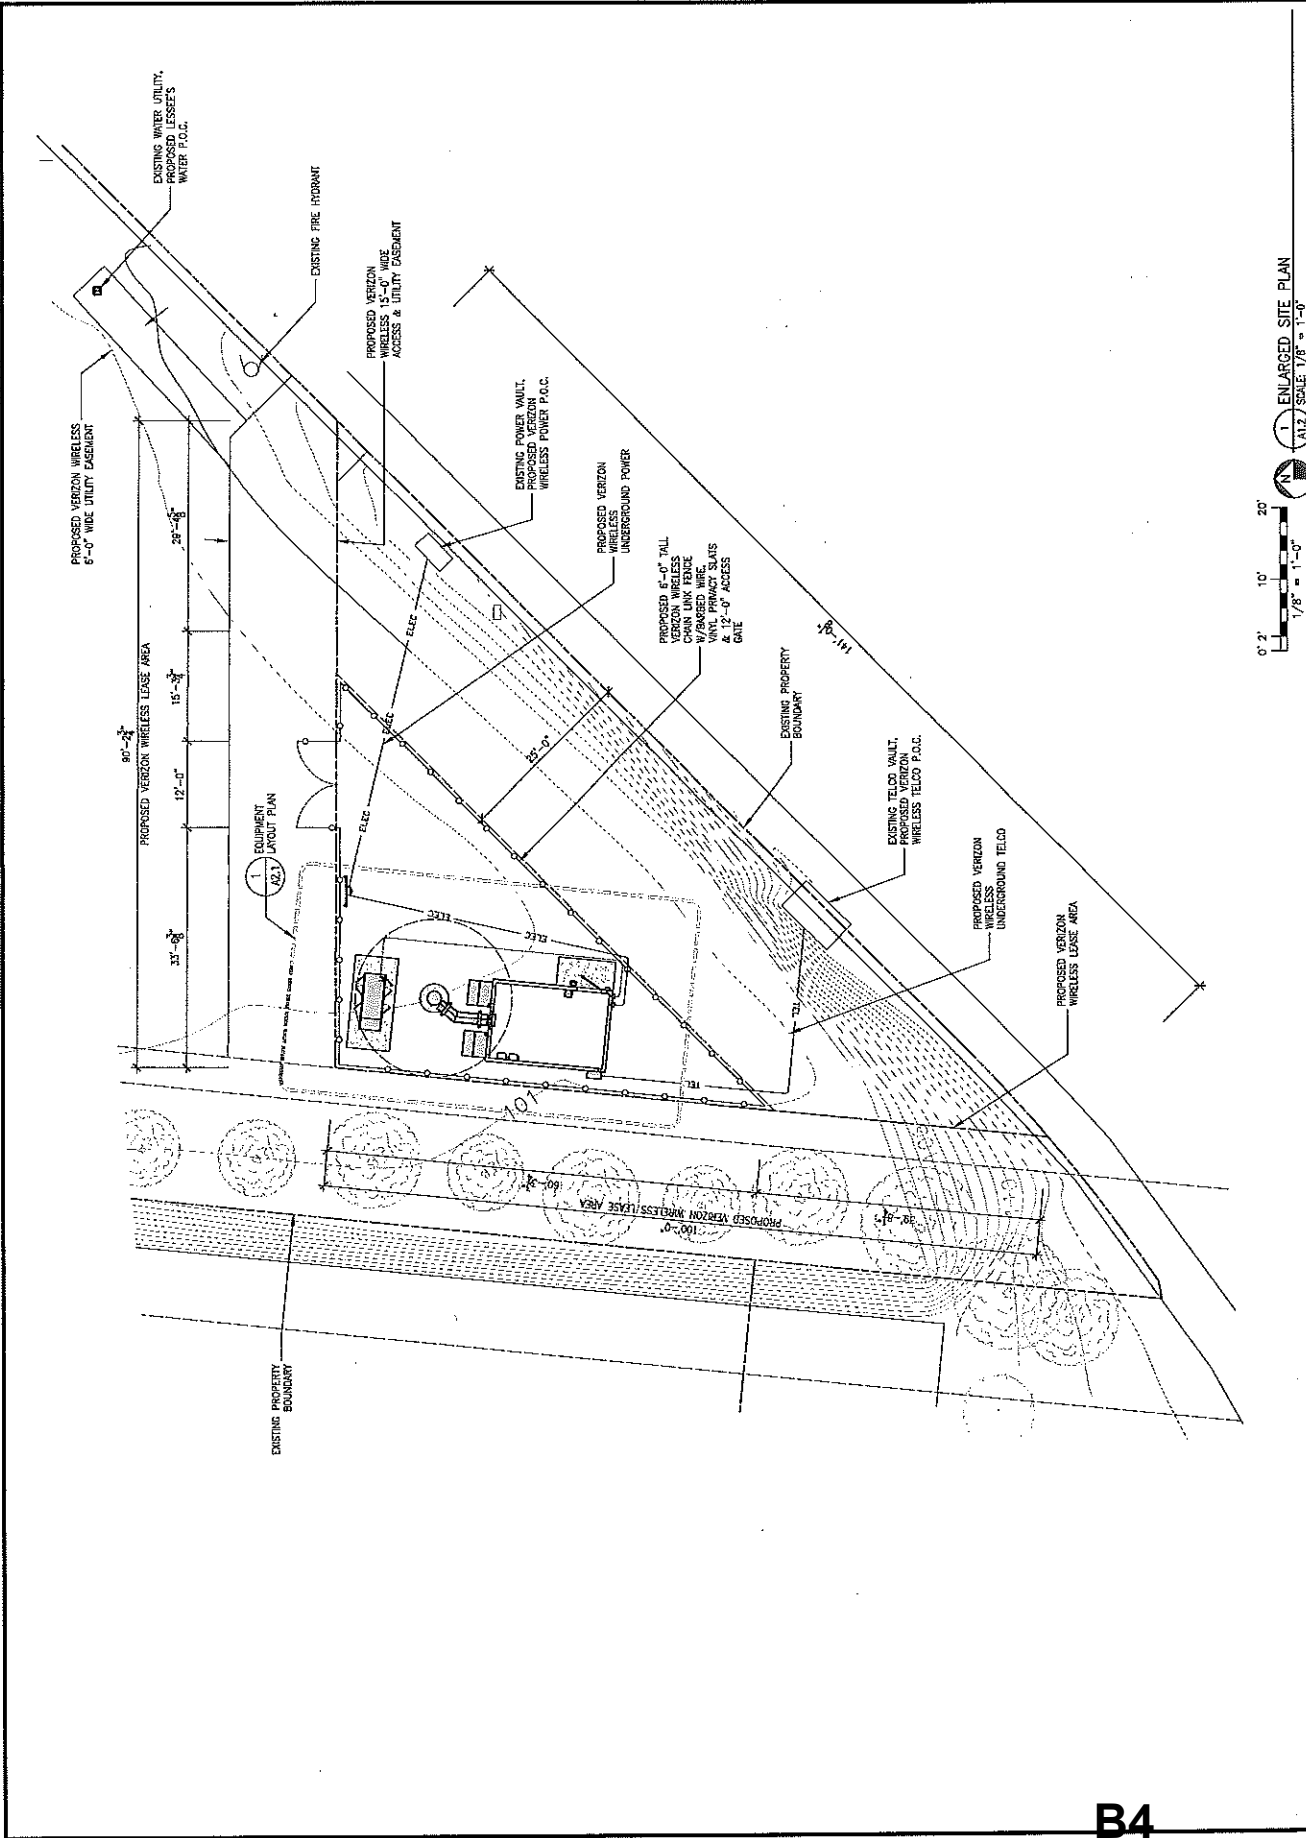 EXISTING WATER UTILITY,
PROPOSED LESSEE'S
WATER P.O.C.
EXISTING FIRE HYDRANT
PROPOSED VERIZON
WIRELESS 15'-0" WIDE
ACCESS & UTILITY EASEMENT
PROPOSED VERIZON WIRELESS
6'-0" WIDE UTILITY EASEMENT
EXISTING POWER VAULT,
PROPOSED VERIZON
WIRELESS POWER P.O.C.
PROPOSED VERIZON
WIRELESS
UNDERGROUND POWER
PROPOSED 6'-0" TALL
VERIZON WIRELESS
CHAIN LINK FENCE
W/BARBED WIRE,
VINYL PRIVACY SLATS
& 12'-0" ACCESS
GATE
EXISTING PROPERTY
BOUNDARY
EXISTING TELCO VAULT,
PROPOSED VERIZON
WIRELESS TELCO P.O.C.
PROPOSED VERIZON
WIRELESS
UNDERGROUND TELCO
PROPOSED VERIZON
WIRELESS LEASE AREA
90'-2¾"
PROPOSED VERIZON WIRELESS LEASE AREA
12'-0"
1
A2.1
EQUIPMENT
LAYOUT PLAN
25'-0"
ELEC
ELEC
ELEC
ELEC
ELEC
TEL
TEL
101
PROPOSED VERIZON WIRELESS LEASE AREA
100'-0"
EXISTING PROPERTY
BOUNDARY
0' 2' 10' 20'
1/8" = 1'-0"
N
1
A1.2
ENLARGED SITE PLAN
SCALE: 1/8" = 1'-0"
B4